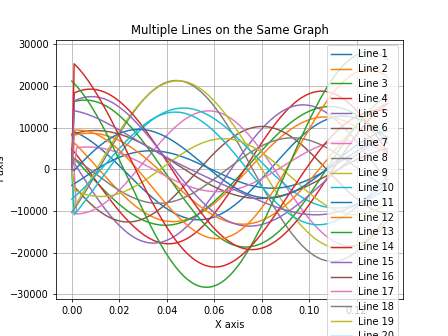 Multiple Lines on the Same Graph
30000
20000
10000
0
-10000
-20000
-30000
0.00
0.02
0.04
0.06
0.08
0.10
X axis
Line 1
Line 2
Line 3
Line 4
Line 5
Line 6
Line 7
Line 8
Line 9
Line 10
Line 11
Line 12
Line 13
Line 14
Line 15
Line 16
Line 17
Line 18
Line 19
Line 20